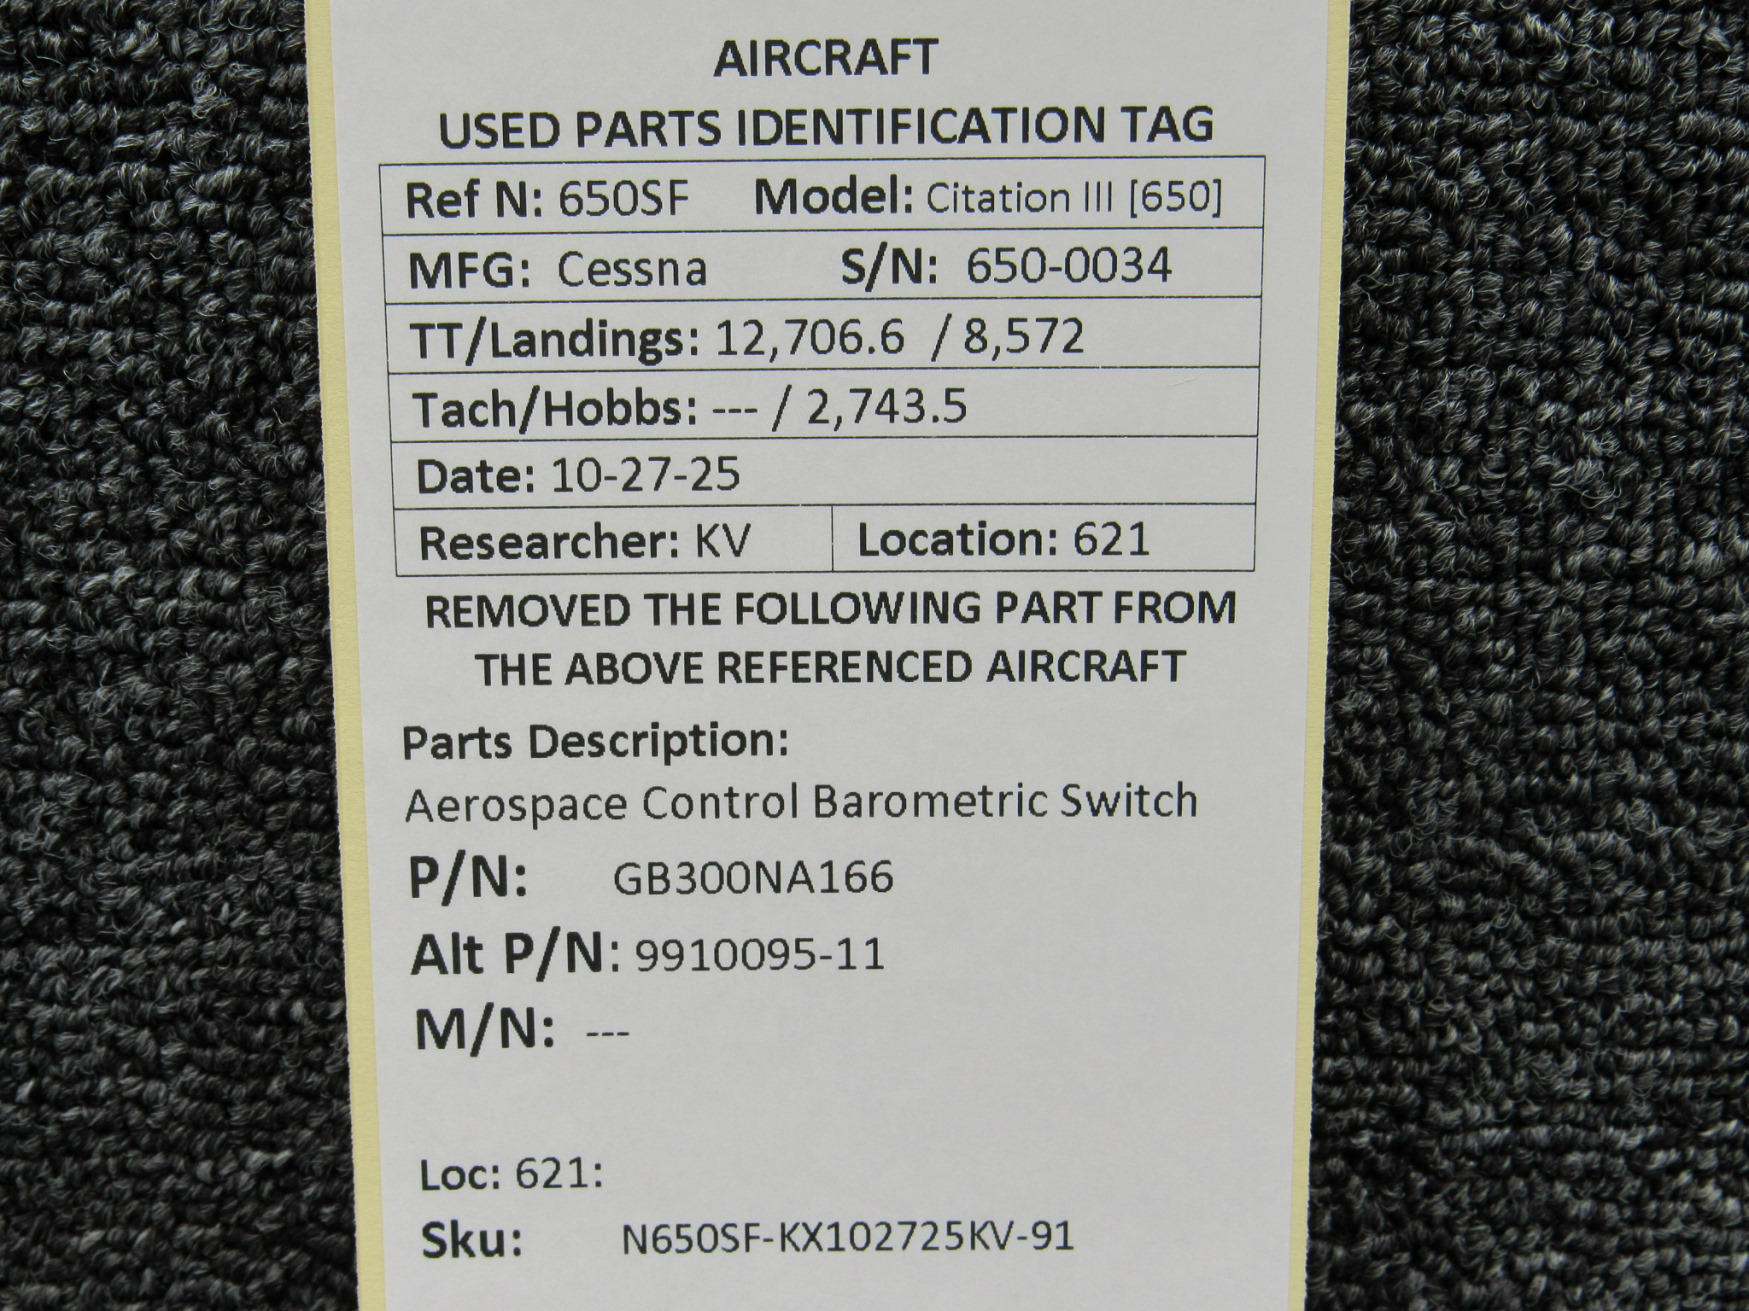 AIRCRAFT
USED PARTS IDENTIFICATION TAG
Ref N: 650SF Model: Citation III [650]
MFG: Cessna S/N: 650-0034
TT/Landings: 12,706.6 / 8,572
Tach/Hobbs: --- / 2,743.5
Date: 10-27-25
Researcher: KV Location: 621
REMOVED THE FOLLOWING PART FROM
THE ABOVE REFERENCED AIRCRAFT
Parts Description:
Aerospace Control Barometric Switch
P/N: GB300NA166
Alt P/N: 9910095-11
M/N: ---
Loc: 621:
Sku: N650SF-KX102725KV-91